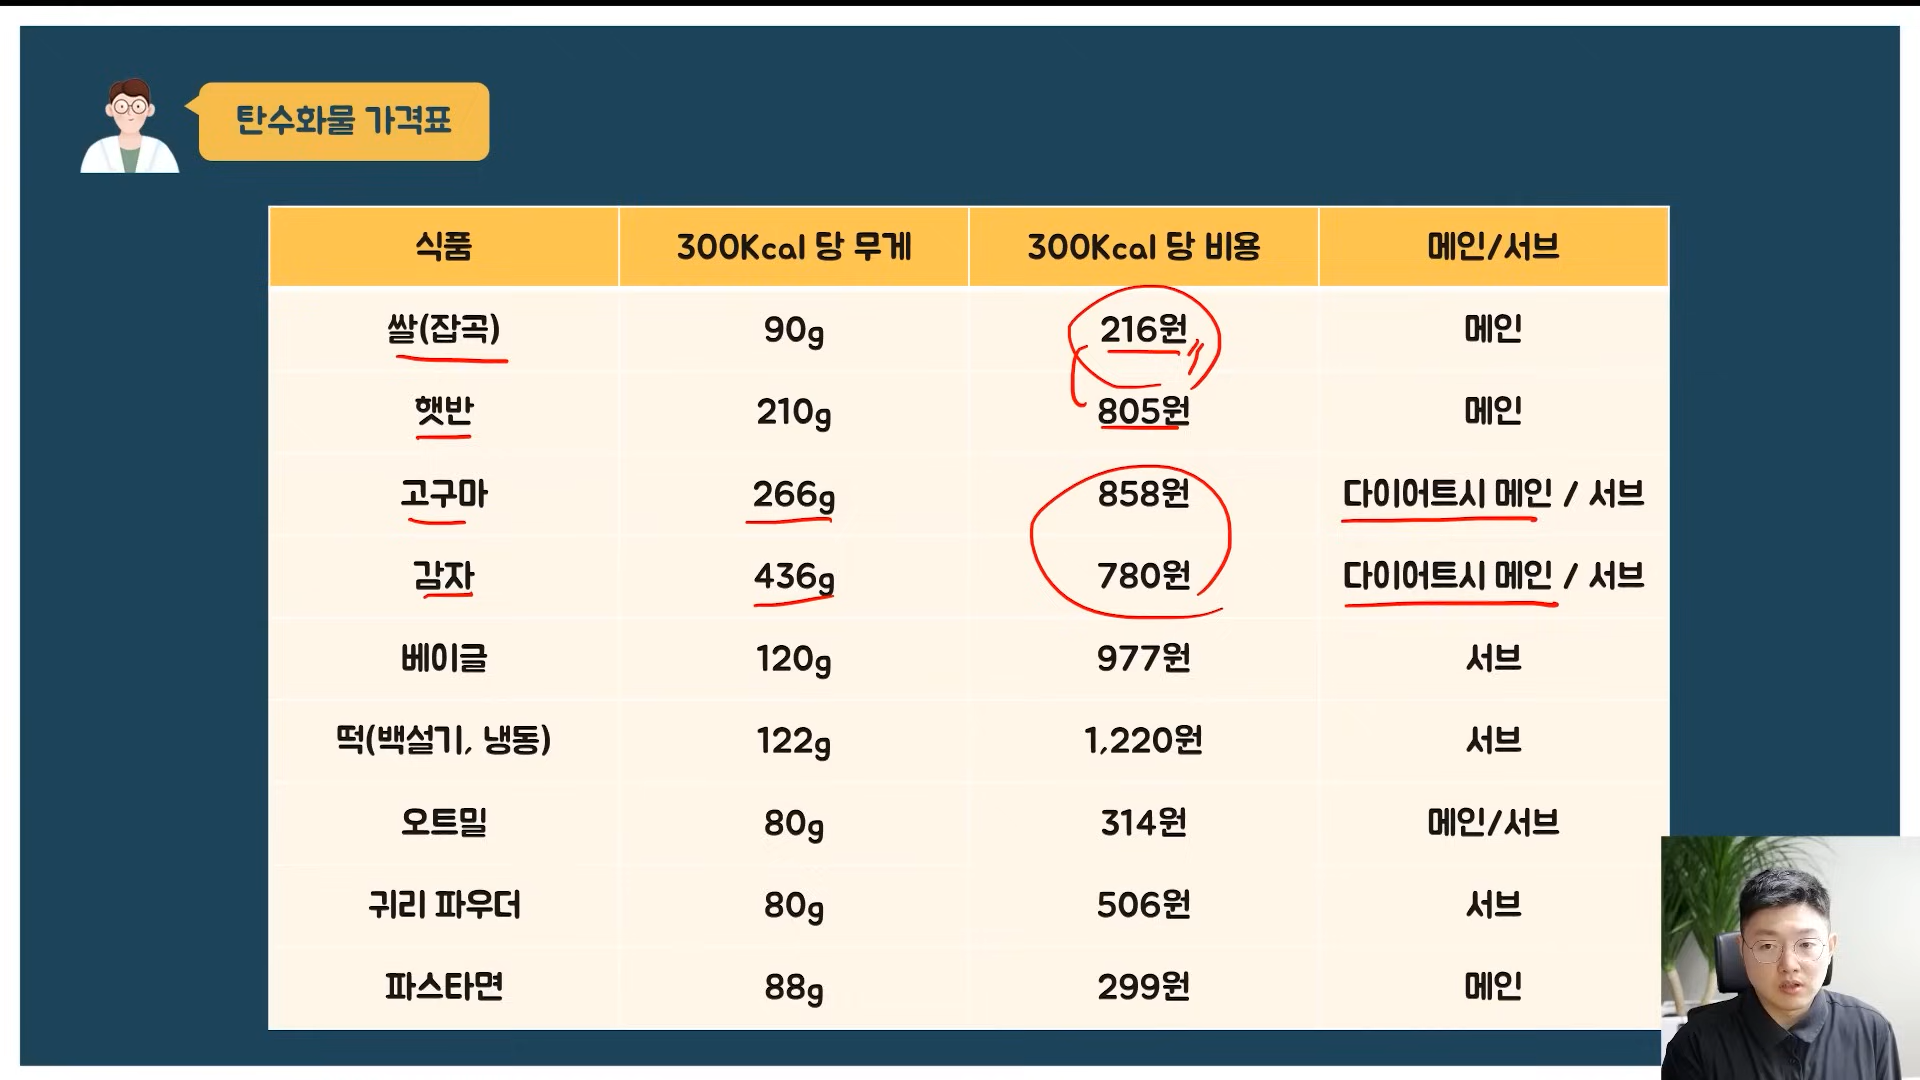 탄수화물 가격표
식품 300Kcal 당 무게 300Kcal 당 비용 메인/서브
쌀(잡곡) 90g 216원 메인
햇반 210g 805원 메인
고구마 266g 858원 다이어트시 메인 / 서브
감자 436g 780원 다이어트시 메인 / 서브
베이글 120g 977원 서브
떡(백설기, 냉동) 122g 1,220원 서브
오트밀 80g 314원 메인/서브
귀리 파우더 80g 506원 서브
파스타면 88g 299원 메인